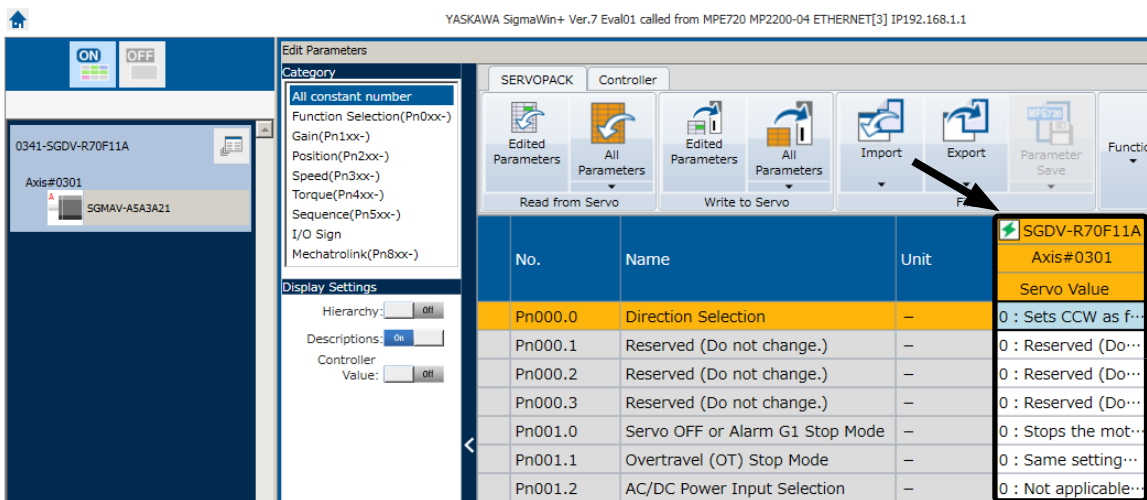 YASKAWA SigmaWin+ Ver.7 Eval01 called from MPE720 MP2200-04 ETHERNET[3] IP192.168.1.1
ON OFF
0341-SGDV-R70F11A
Axis#0301
A
SGMAV-A5A3A21
Edit Parameters
Category
All constant number
Function Selection(Pn0xx-)
Gain(Pn1xx-)
Position(Pn2xx-)
Speed(Pn3xx-)
Torque(Pn4xx-)
Sequence(Pn5xx-)
I/O Sign
Mechatrolink(Pn8xx-)
Display Settings
Hierarchy: Off
Descriptions: On
Controller
Value: Off
SERVOPACK Controller
Edited
Parameters
All
Parameters
Read from Servo
Edited
Parameters
All
Parameters
Write to Servo
Import
Export
Parameter
Save
Functio
No. Name Unit
SGDV-R70F11A
Axis#0301
Servo Value
Pn000.0 Direction Selection – 0 : Sets CCW as f···
Pn000.1 Reserved (Do not change.) – 0 : Reserved (Do···
Pn000.2 Reserved (Do not change.) – 0 : Reserved (Do···
Pn000.3 Reserved (Do not change.) – 0 : Reserved (Do···
Pn001.0 Servo OFF or Alarm G1 Stop Mode – 0 : Stops the mot···
Pn001.1 Overtravel (OT) Stop Mode – 0 : Same setting···
Pn001.2 AC/DC Power Input Selection – 0 : Not applicable···